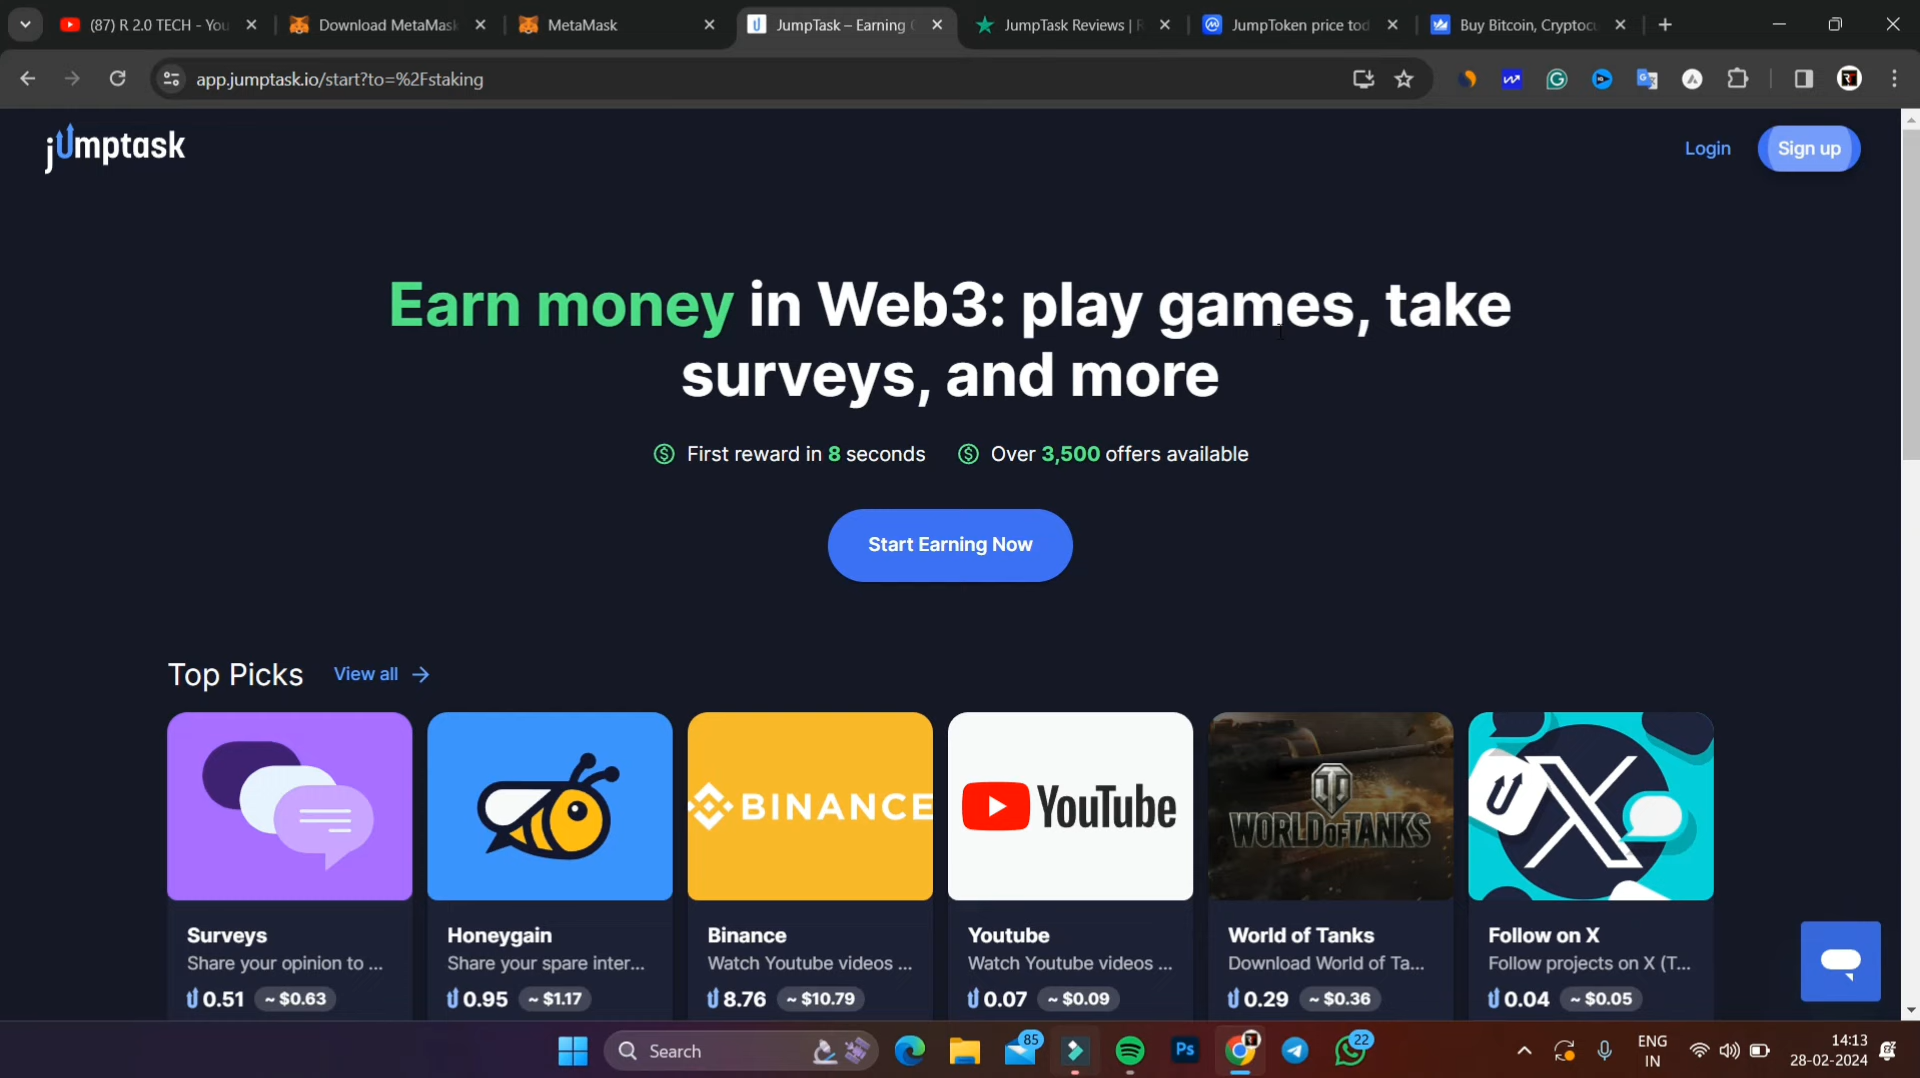 (87) R 2.0 TECH - You
Download MetaMask
MetaMask
JumpTask – Earning
JumpTask Reviews |
JumpToken price tod
Buy Bitcoin, Cryptocu
app.jumptask.io/start?to=%2Fstaking
jumptask
Login
Sign up
Earn money in Web3: play games, take
surveys, and more
First reward in 8 seconds
Over 3,500 offers available
Start Earning Now
Top Picks
View all
BINANCE
YouTube
WORLD OF TANKS
Surveys
Share your opinion to ...
0.51 ~ $0.63
Honeygain
Share your spare inter...
0.95 ~ $1.17
Binance
Watch Youtube videos ...
8.76 ~ $10.79
Youtube
Watch Youtube videos ...
0.07 ~ $0.09
World of Tanks
Download World of Ta...
0.29 ~ $0.36
Follow on X
Follow projects on X (T...
0.04 ~ $0.05
Search
85
Ps
22
ENG
IN
14:13
28-02-2024